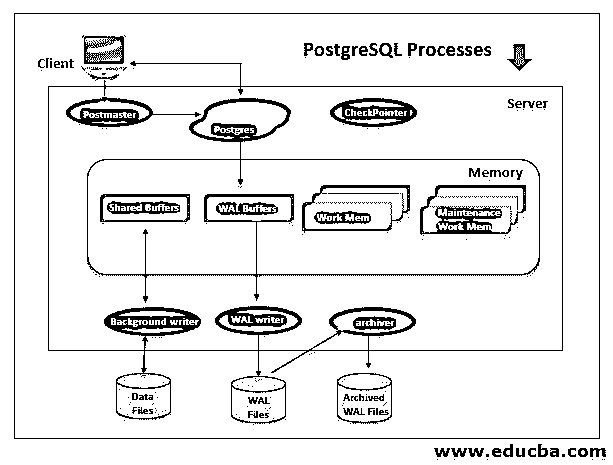 PostgreSQL Processes
Client
Server
Postmaster
Postgres
CheckPointer
Memory
Shared Buffers
WAL Buffers
Work Mem
Maintenance
Work Mem
Background writer
WAL writer
archiver
Data
Files
WAL
Files
Archived
WAL Files
www.educba.com